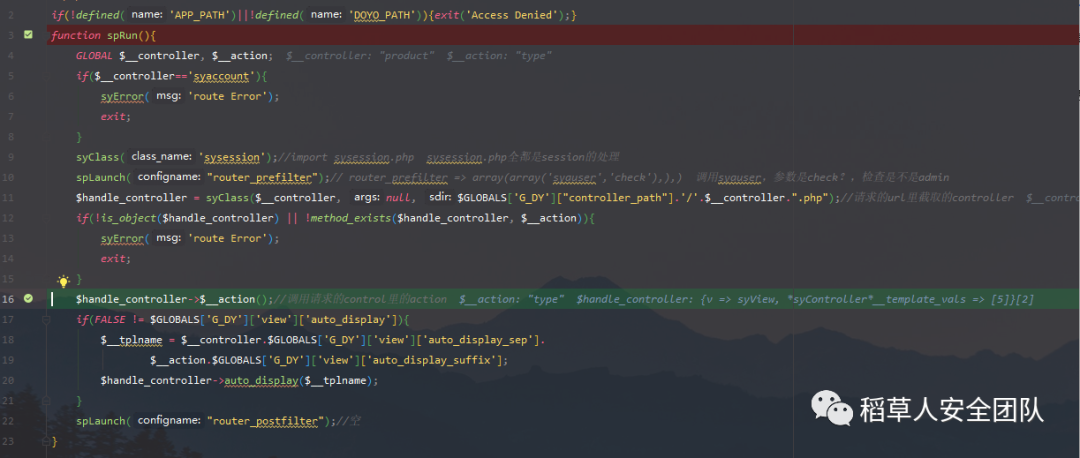 2 if(!defined( name: 'APP_PATH')||!defined( name: 'DOYO_PATH')){exit('Access Denied');}
3 function spRun(){
4 GLOBAL $__controller, $__action; $__controller: "product" $__action: "type"
5 if($__controller=='syaccount'){
6 syError( msg: 'route Error');
7 exit;
8 }
9 syClass( class_name: 'sysession');//import sysession.php sysession.php全都是session的处理
10 spLaunch( configname: "router_prefilter");// router_prefilter => array(array('syauser','check'),),) 调用syauser，参数是check'，检查是不是admin
11 $handle_controller = syClass($__controller, args: null, sdir: $GLOBALS['G_DY']["controller_path"].'/'.$__controller.".php");//请求的url里截取的controller $__contro
12 if(!is_object($handle_controller) || !method_exists($handle_controller, $__action)){
13 syError( msg: 'route Error');
14 exit;
15 }
16 $handle_controller->$__action();//调用请求的control里的action $__action: "type" $handle_controller: {v => syView, *syController*__template_vals => [5]}[2]
17 if(FALSE != $GLOBALS['G_DY']['view']['auto_display']){
18 $__tplname = $__controller.$GLOBALS['G_DY']['view']['auto_display_sep'].
19 $__action.$GLOBALS['G_DY']['view']['auto_display_suffix'];
20 $handle_controller->auto_display($__tplname);
21 }
22 spLaunch( configname: "router_postfilter");//空
23 }
稻草人安全团队